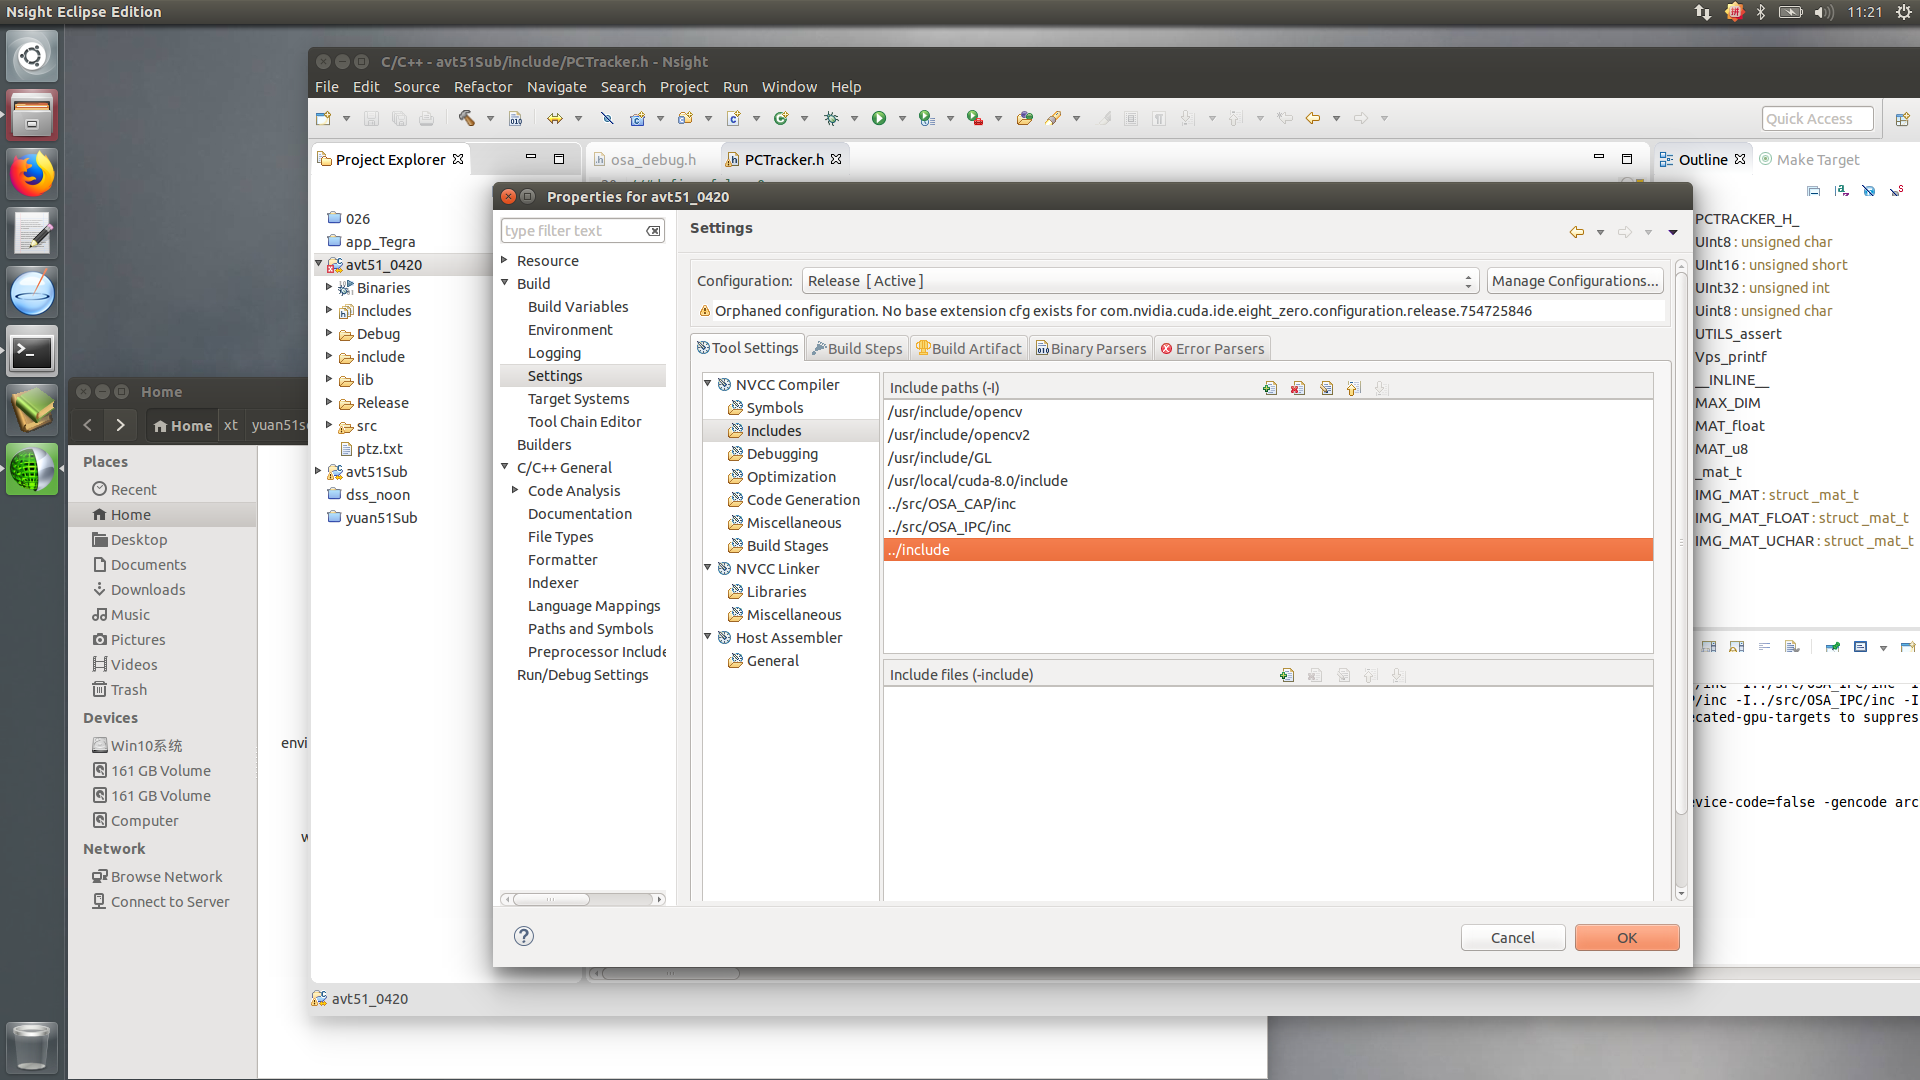 Nsight Eclipse Edition
11:21
C/C++ - avt51Sub/include/PCTracker.h - Nsight
File Edit Source Refactor Navigate Search Project Run Window Help
Quick Access
Project Explorer
osa_debug.h
PCTracker.h
Outline
Make Target
026
app_Tegra
avt51_0420
Binaries
Includes
Debug
include
lib
Release
src
ptz.txt
avt51Sub
dss_noon
yuan51Sub
Properties for avt51_0420
type filter text
Resource
Build
Build Variables
Environment
Logging
Settings
Target Systems
Tool Chain Editor
Builders
C/C++ General
Code Analysis
Documentation
File Types
Formatter
Indexer
Language Mappings
Paths and Symbols
Preprocessor Include
Run/Debug Settings
Settings
Configuration: Release [ Active ] Manage Configurations...
Orphaned configuration. No base extension cfg exists for com.nvidia.cuda.ide.eight_zero.configuration.release.754725846
Tool Settings Build Steps Build Artifact Binary Parsers Error Parsers
NVCC Compiler
Symbols
Includes
Debugging
Optimization
Code Generation
Miscellaneous
Build Stages
NVCC Linker
Libraries
Miscellaneous
Host Assembler
General
Include paths (-I)
/usr/include/opencv
/usr/include/opencv2
/usr/include/GL
/usr/local/cuda-8.0/include
../src/OSA_CAP/inc
../src/OSA_IPC/inc
../include
Include files (-include)
Cancel OK
PCTRACKER_H_
UInt8 : unsigned char
UInt16 : unsigned short
UInt32 : unsigned int
Uint8 : unsigned char
UTILS_assert
Vps_printf
__INLINE__
MAX_DIM
MAT_float
MAT_u8
_mat_t
IMG_MAT : struct _mat_t
IMG_MAT_FLOAT : struct _mat_t
IMG_MAT_UCHAR : struct _mat_t
/inc -I../src/OSA_IPC/inc -I
P/inc -I../src/OSA_IPC/inc -I
ecated-gpu-targets to suppres
evice-code=false -gencode arc
avt51_0420
Home
Home xt yuan51s
Places
Recent
Home
Desktop
Documents
Downloads
Music
Pictures
Videos
Trash
Devices
Win10系统
161 GB Volume
161 GB Volume
Computer
Network
Browse Network
Connect to Server
envi
w